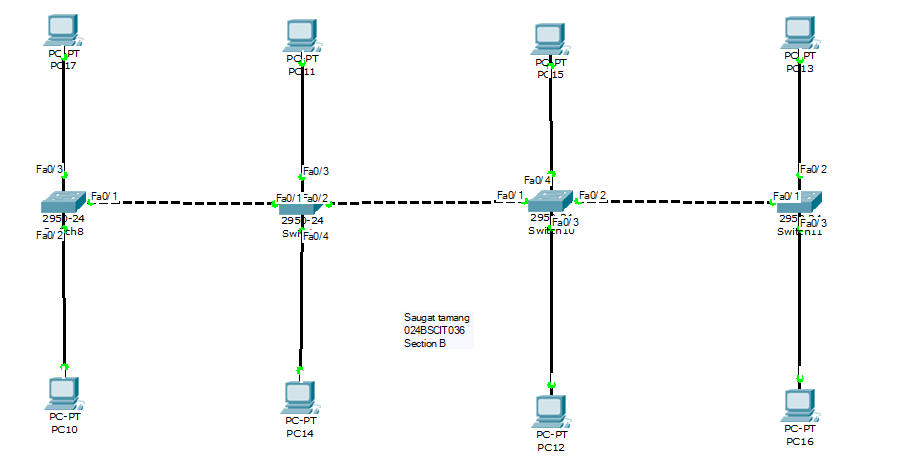 PC-PT
PC17
PC-PT
PC11
PC-PT
PC15
PC-PT
PC13
Fa0/3
Fa0/3
Fa0/4
Fa0/2
Fa0/1
Fa0/1
Fa0/2
Fa0/1
Fa0/2
Fa0/1
2950-24
2950-24
Fa0/2
Fa0/4
Fa0/3
Switch10
Fa0/3
Switch11
Saugat tamang
024BSCIT036
Section B
PC-PT
PC10
PC-PT
PC14
PC-PT
PC12
PC-PT
PC16